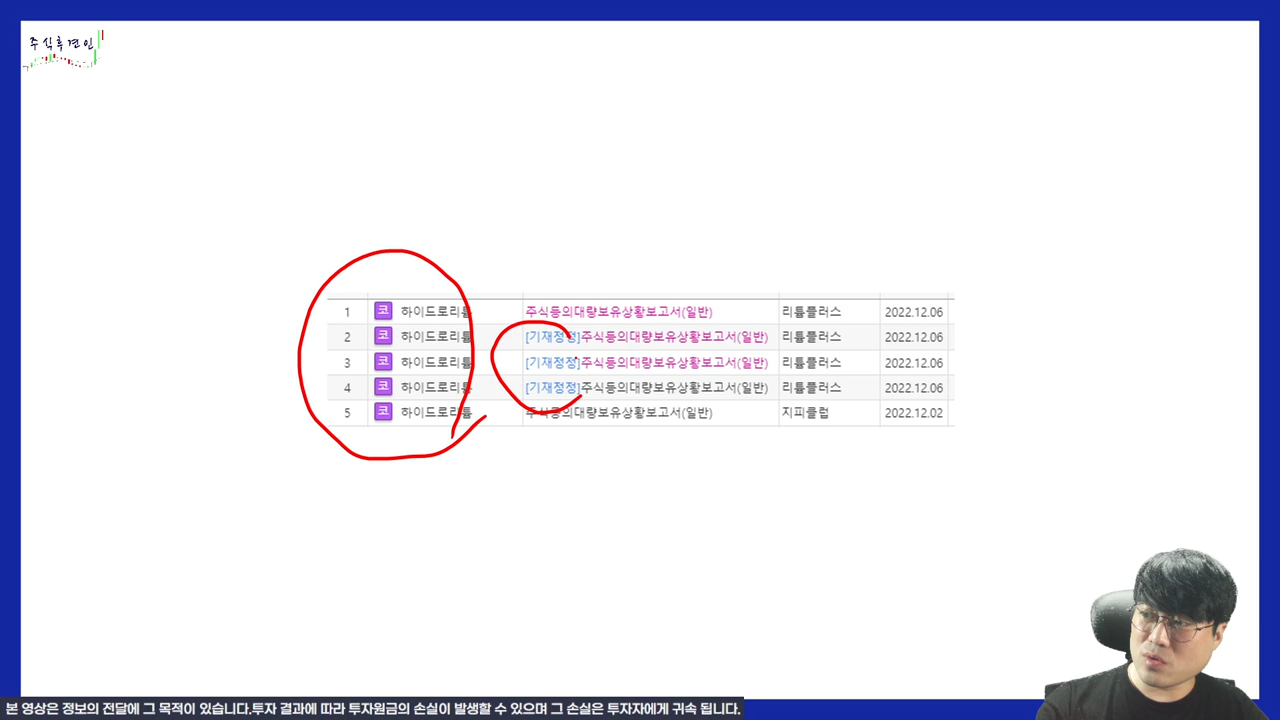 주식후견인
1 코 하이드로리튬 주식등의대량보유상황보고서(일반) 리튬플러스 2022.12.06
2 코 하이드로리튬 [기재정정]주식등의대량보유상황보고서(일반) 리튬플러스 2022.12.06
3 코 하이드로리튬 [기재정정]주식등의대량보유상황보고서(일반) 리튬플러스 2022.12.06
4 코 하이드로리튬 [기재정정]주식등의대량보유상황보고서(일반) 리튬플러스 2022.12.06
5 코 하이드로리튬 주식등의대량보유상황보고서(일반) 지피클럽 2022.12.02
본 영상은 정보의 전달에 그 목적이 있습니다.투자 결과에 따라 투자원금의 손실이 발생할 수 있으며 그 손실은 투자자에게 귀속 됩니다.